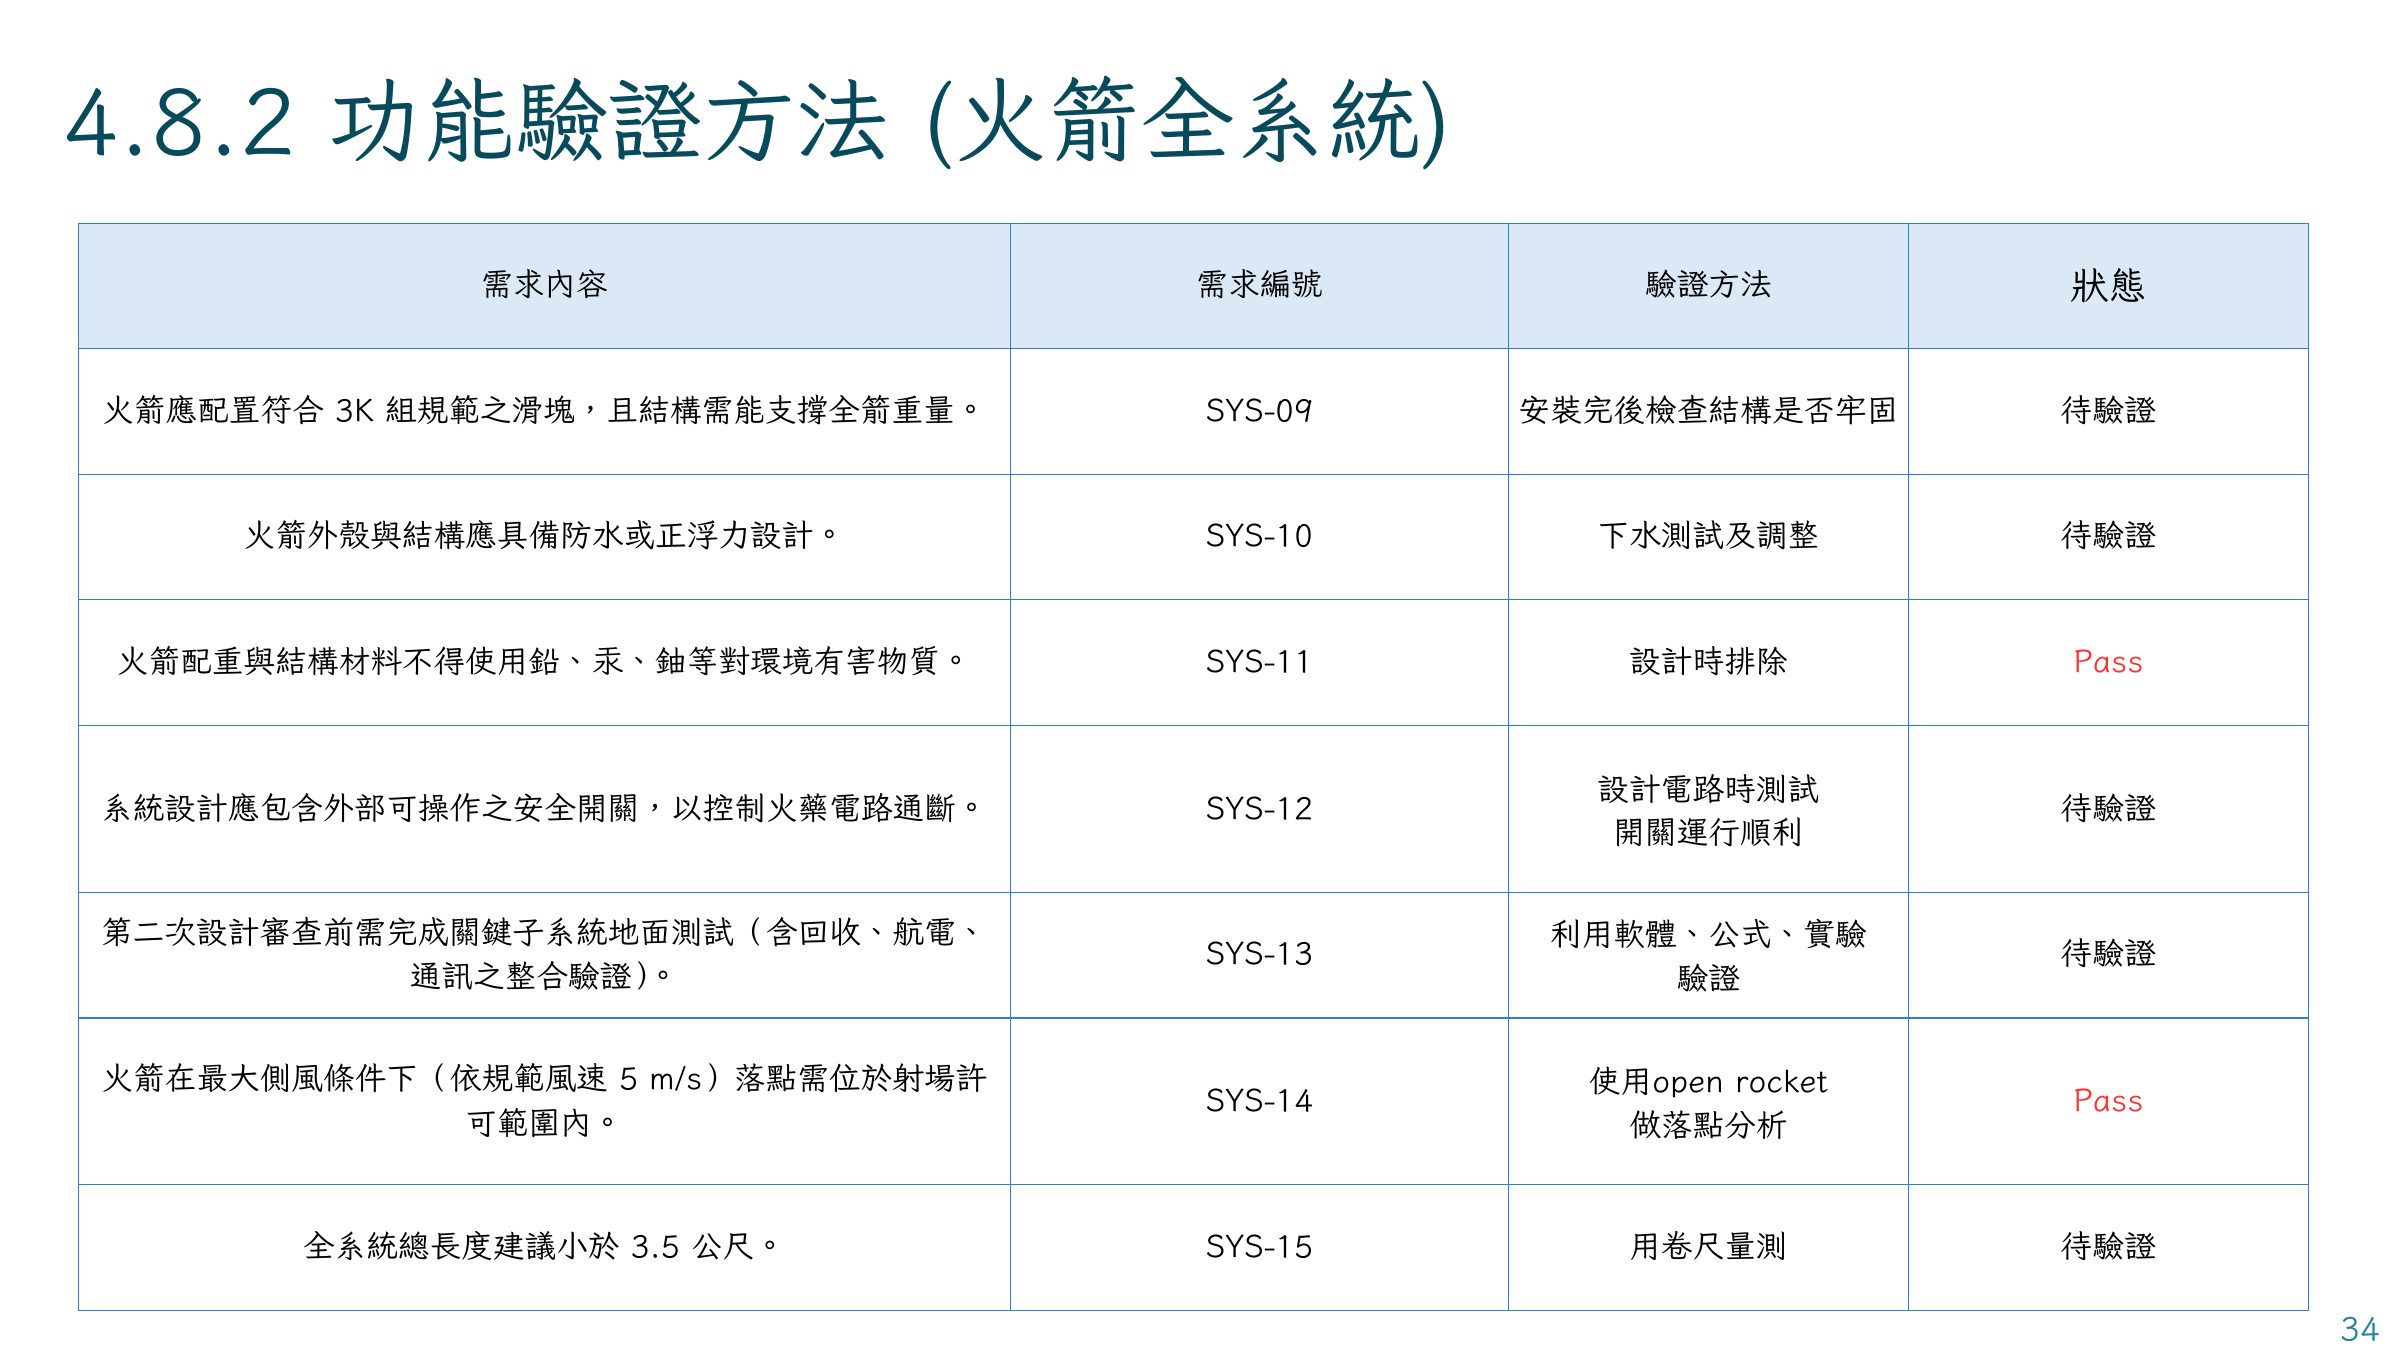 4.8.2 功能驗證方法 (火箭全系統)
需求內容 需求編號 驗證方法 狀態
火箭應配置符合 3K 組規範之滑塊，且結構需能支撐全箭重量。 SYS-09 安裝完後檢查結構是否牢固 待驗證
火箭外殼與結構應具備防水或正浮力設計。 SYS-10 下水測試及調整 待驗證
火箭配重與結構材料不得使用鉛、汞、鈾等對環境有害物質。 SYS-11 設計時排除 Pass
系統設計應包含外部可操作之安全開關，以控制火藥電路通斷。 SYS-12 設計電路時測試
開關運行順利 待驗證
第二次設計審查前需完成關鍵子系統地面測試（含回收、航電、
通訊之整合驗證）。 SYS-13 利用軟體、公式、實驗
驗證 待驗證
火箭在最大側風條件下（依規範風速 5 m/s）落點需位於射場許
可範圍內。 SYS-14 使用open rocket
做落點分析 Pass
全系統總長度建議小於 3.5 公尺。 SYS-15 用卷尺量測 待驗證
34